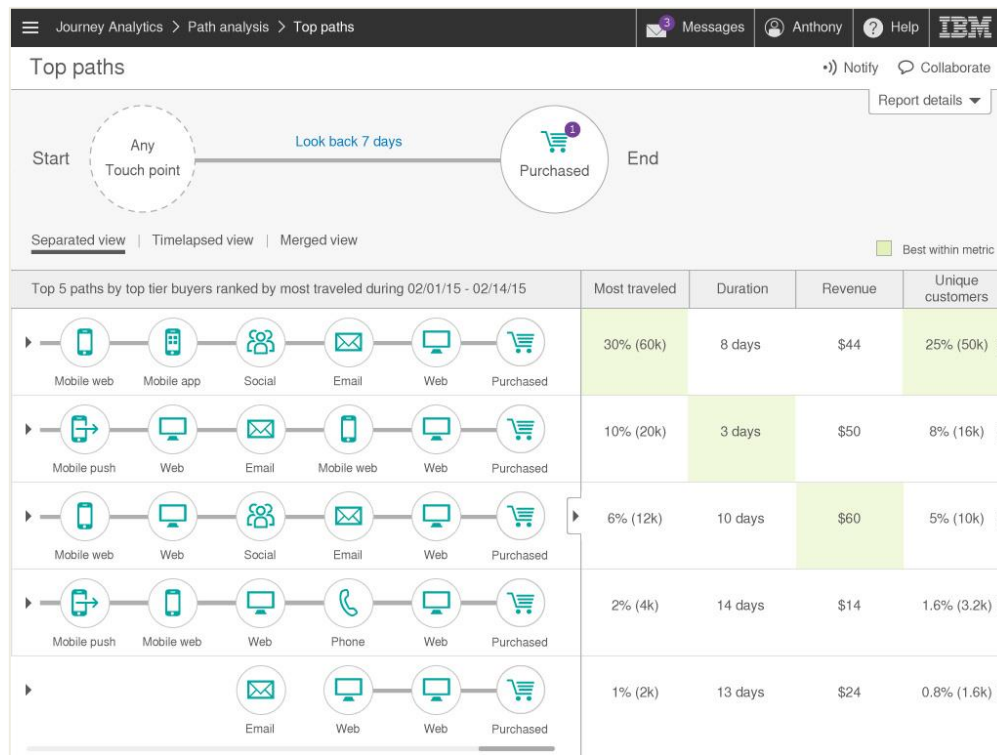 Journey Analytics > Path analysis > Top paths
3 Messages
Anthony
? Help
IBM
Top paths
Notify
Collaborate
Report details
Start
Any
Touch point
Look back 7 days
1
Purchased
End
Separated view | Timelapsed view | Merged view
Best within metric
Top 5 paths by top tier buyers ranked by most traveled during 02/01/15 - 02/14/15
Most traveled
Duration
Revenue
Unique
customers
30% (60k) 8 days $44 25% (50k)
Mobile web Mobile app Social Email Web Purchased
10% (20k) 3 days $50 8% (16k)
Mobile push Web Email Mobile web Web Purchased
6% (12k) 10 days $60 5% (10k)
Mobile web Web Social Email Web Purchased
2% (4k) 14 days $14 1.6% (3.2k)
Mobile push Mobile web Web Phone Web Purchased
1% (2k) 13 days $24 0.8% (1.6k)
Email Web Web Purchased